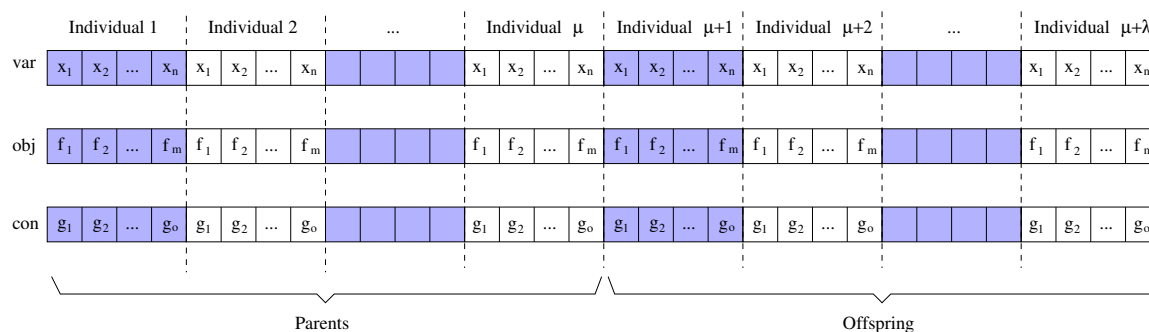 Individual 1 Individual 2 ... Individual μ Individual μ+1 Individual μ+2 ... Individual μ+λ
var x1 x2 ... xn x1 x2 ... xn x1 x2 ... xn x1 x2 ... xn x1 x2 ... xn x1 x2 ... xn
obj f1 f2 ... fm f1 f2 ... fm f1 f2 ... fm f1 f2 ... fm f1 f2 ... fm f1 f2 ... fm
con g1 g2 ... go g1 g2 ... go g1 g2 ... go g1 g2 ... go g1 g2 ... go g1 g2 ... go
Parents Offspring